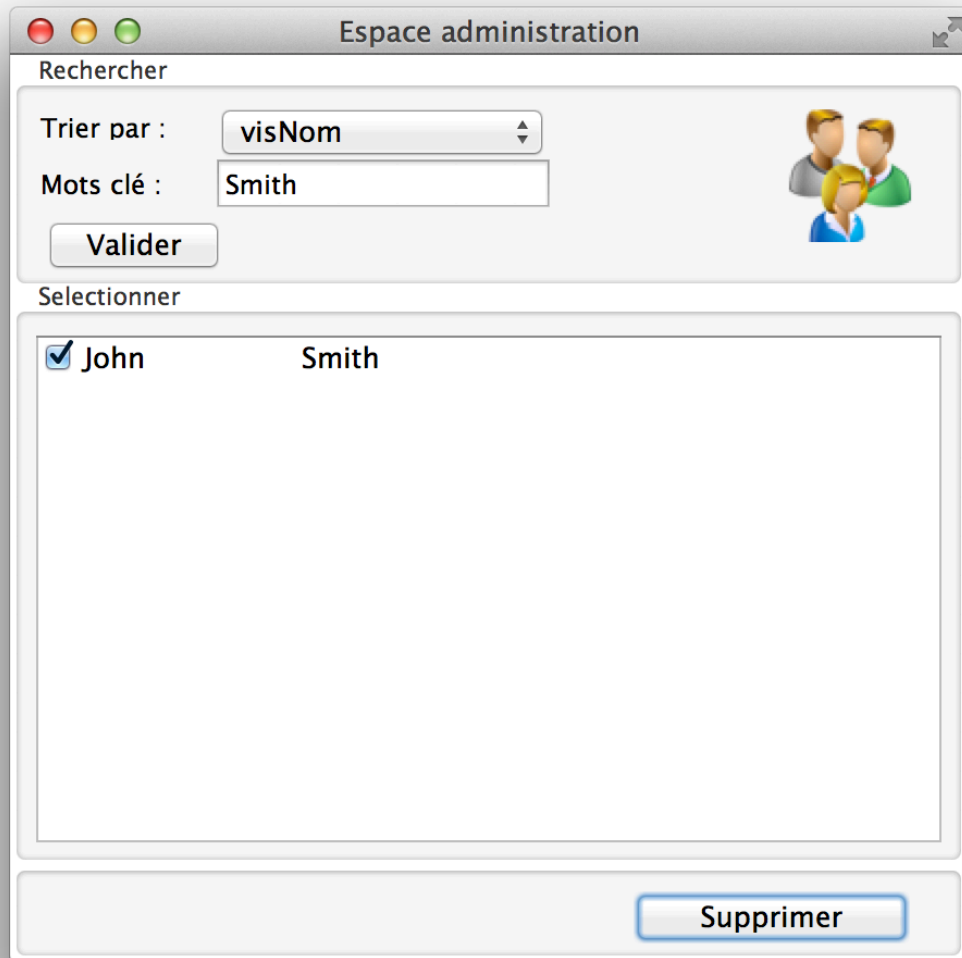 Espace administration
Rechercher
Trier par : visNom
Mots clé : Smith
Valider
Selectionner
John Smith
Supprimer